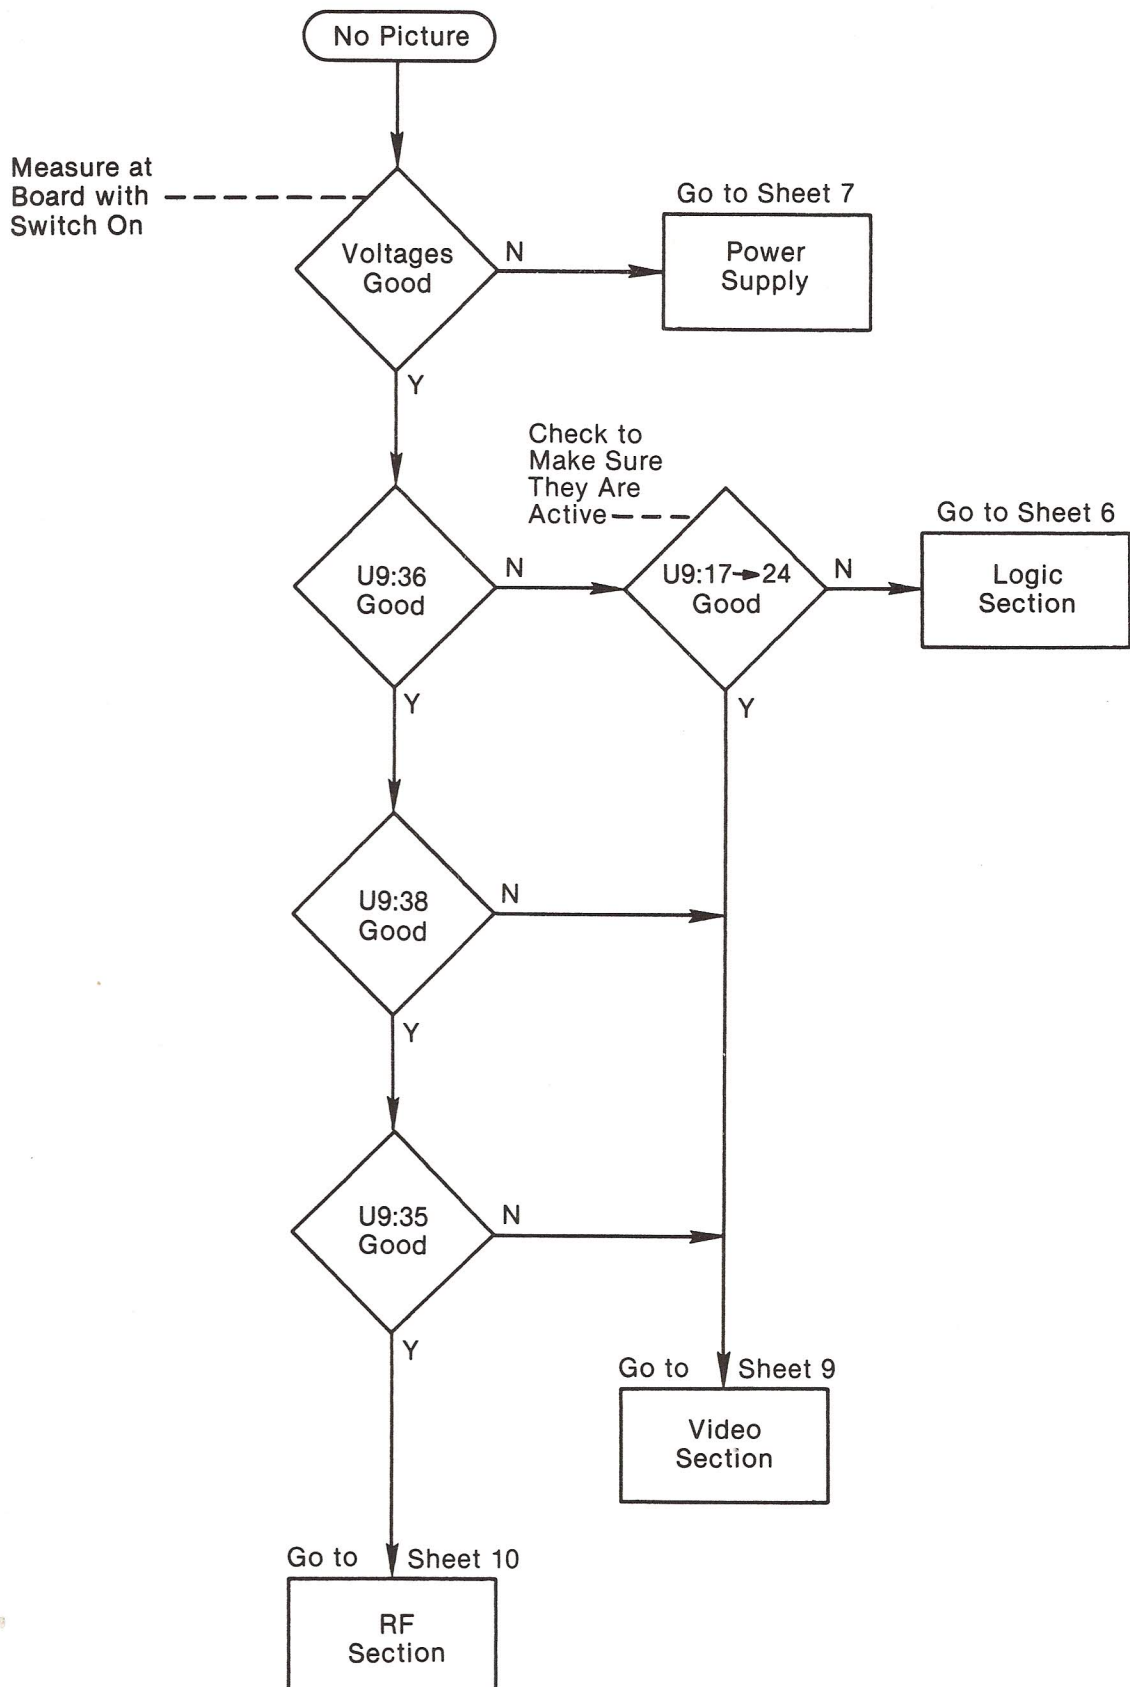 No Picture
Measure at
Board with
Switch On
Voltages
Good
N
Go to Sheet 7
Power
Supply
Y
Check to
Make Sure
They Are
Active
U9:36
Good
N
U9:17→24
Good
N
Go to Sheet 6
Logic
Section
Y
Y
U9:38
Good
N
Y
U9:35
Good
N
Y
Go to Sheet 9
Video
Section
Go to Sheet 10
RF
Section